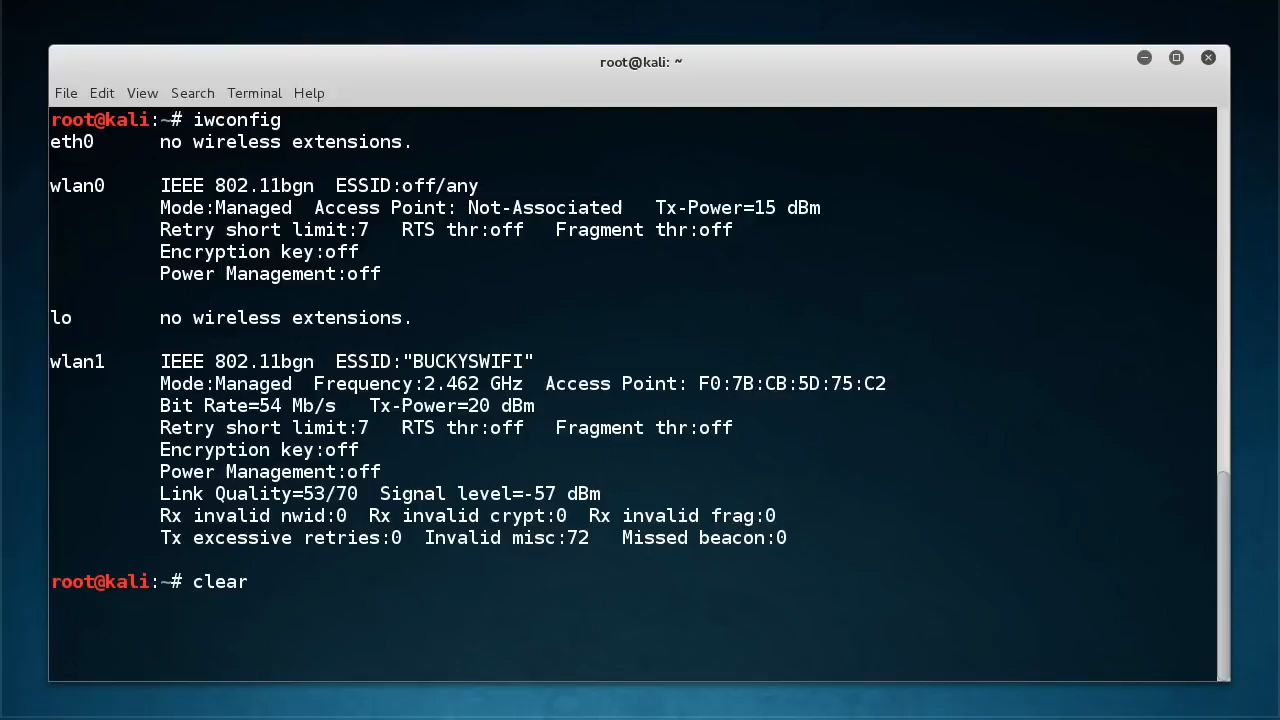 root@kali: ~
File Edit View Search Terminal Help
root@kali:~# iwconfig
eth0 no wireless extensions.
wlan0 IEEE 802.11bgn ESSID:off/any
Mode:Managed Access Point: Not-Associated Tx-Power=15 dBm
Retry short limit:7 RTS thr:off Fragment thr:off
Encryption key:off
Power Management:off
lo no wireless extensions.
wlan1 IEEE 802.11bgn ESSID:"BUCKYSWIFI"
Mode:Managed Frequency:2.462 GHz Access Point: F0:7B:CB:5D:75:C2
Bit Rate=54 Mb/s Tx-Power=20 dBm
Retry short limit:7 RTS thr:off Fragment thr:off
Encryption key:off
Power Management:off
Link Quality=53/70 Signal level=-57 dBm
Rx invalid nwid:0 Rx invalid crypt:0 Rx invalid frag:0
Tx excessive retries:0 Invalid misc:72 Missed beacon:0
root@kali:~# clear